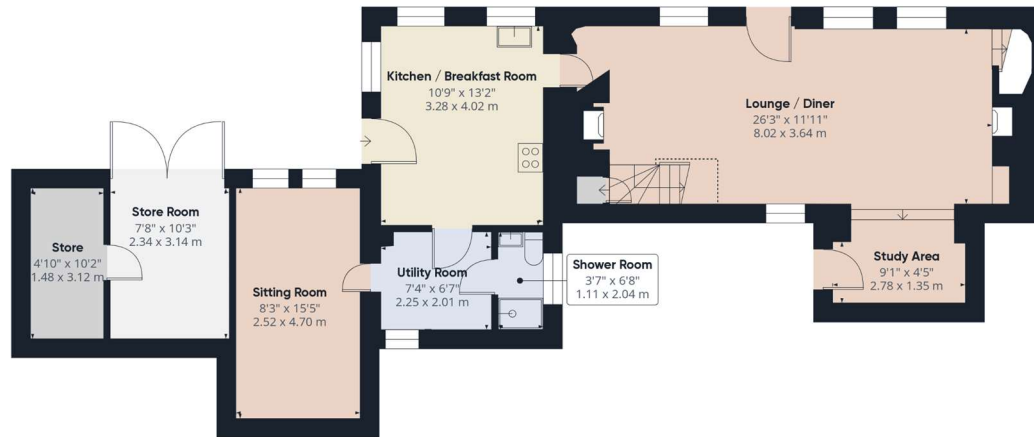 Kitchen / Breakfast Room
10'9" x 13'2"
3.28 x 4.02 m
Lounge / Diner
26'3" x 11'11"
8.02 x 3.64 m
Store Room
7'8" x 10'3"
2.34 x 3.14 m
Store
4'10" x 10'2"
1.48 x 3.12 m
Sitting Room
8'3" x 15'5"
2.52 x 4.70 m
Utility Room
7'4" x 6'7"
2.25 x 2.01 m
Shower Room
3'7" x 6'8"
1.11 x 2.04 m
Study Area
9'1" x 4'5"
2.78 x 1.35 m